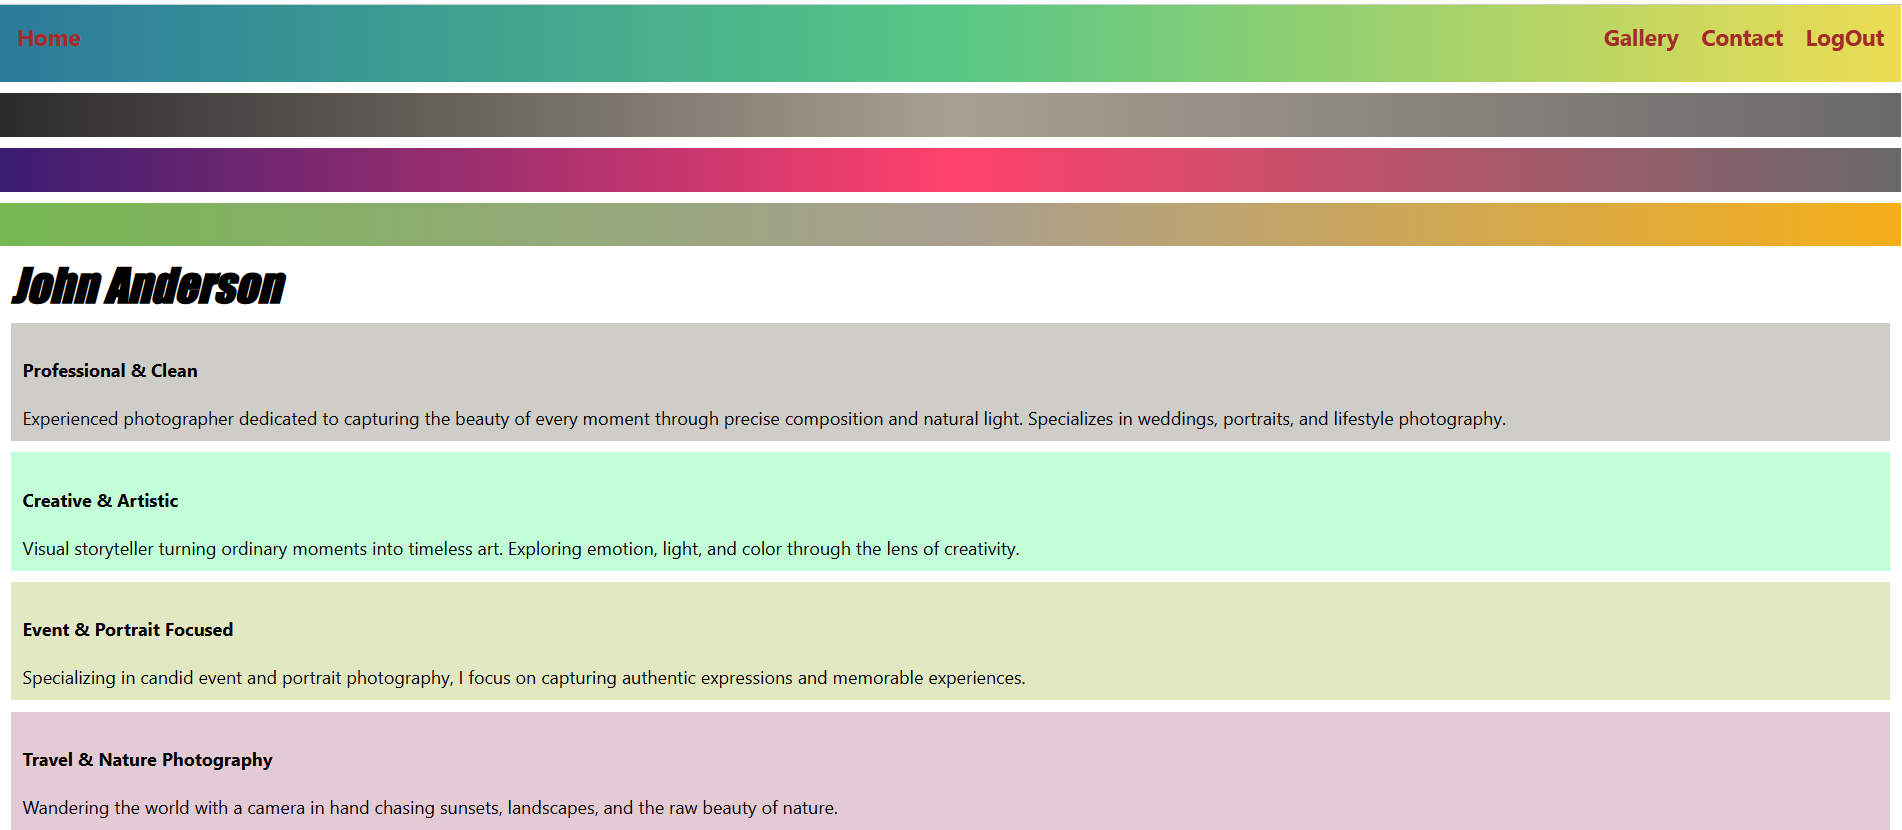 Home Gallery Contact LogOut
John Anderson
Professional & Clean
Experienced photographer dedicated to capturing the beauty of every moment through precise composition and natural light. Specializes in weddings, portraits, and lifestyle photography.
Creative & Artistic
Visual storyteller turning ordinary moments into timeless art. Exploring emotion, light, and color through the lens of creativity.
Event & Portrait Focused
Specializing in candid event and portrait photography, I focus on capturing authentic expressions and memorable experiences.
Travel & Nature Photography
Wandering the world with a camera in hand chasing sunsets, landscapes, and the raw beauty of nature.